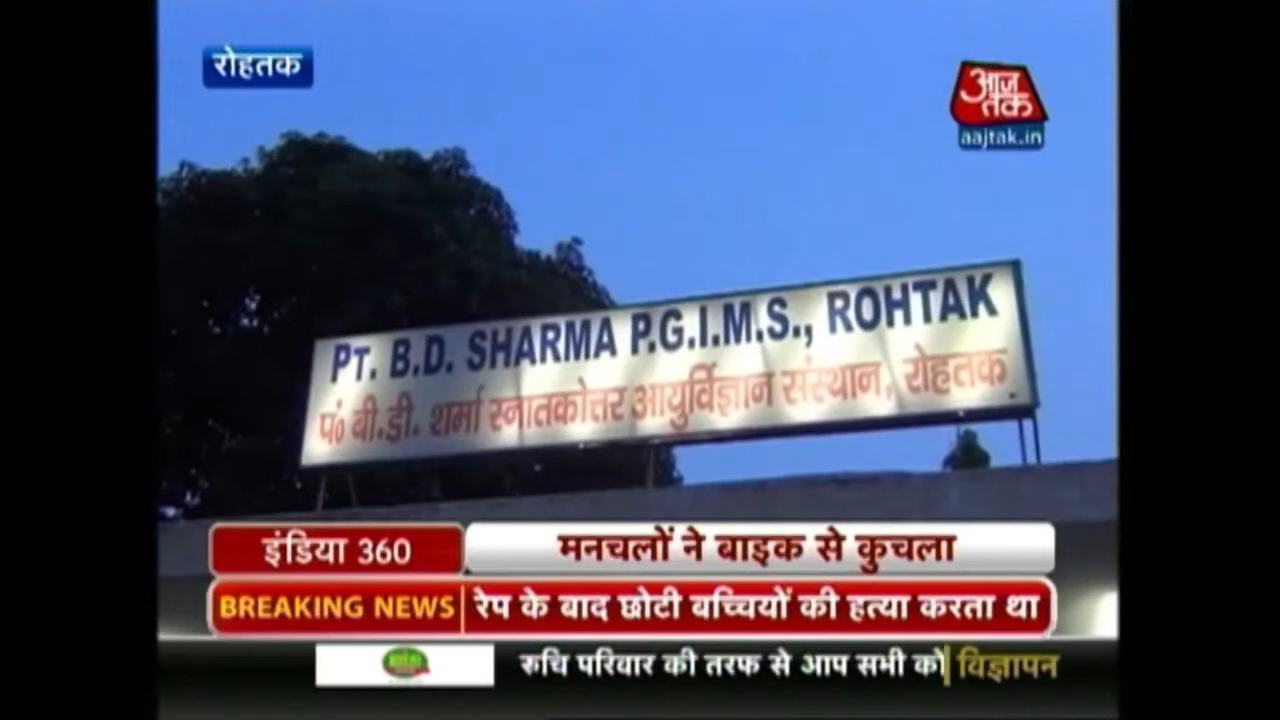 रोहतक
आज
तक
aajtak.in
PT. B.D. SHARMA P.G.I.M.S., ROHTAK
पं० बी.डी. शर्मा स्नातकोत्तर आयुर्विज्ञान संस्थान, रोहतक.
इंडिया 360
मनचलों ने बाइक से कुचला
BREAKING NEWS
रेप के बाद छोटी बच्चियों की हत्या करता था
रुचि परिवार की तरफ से आप सभी को
विज्ञापन